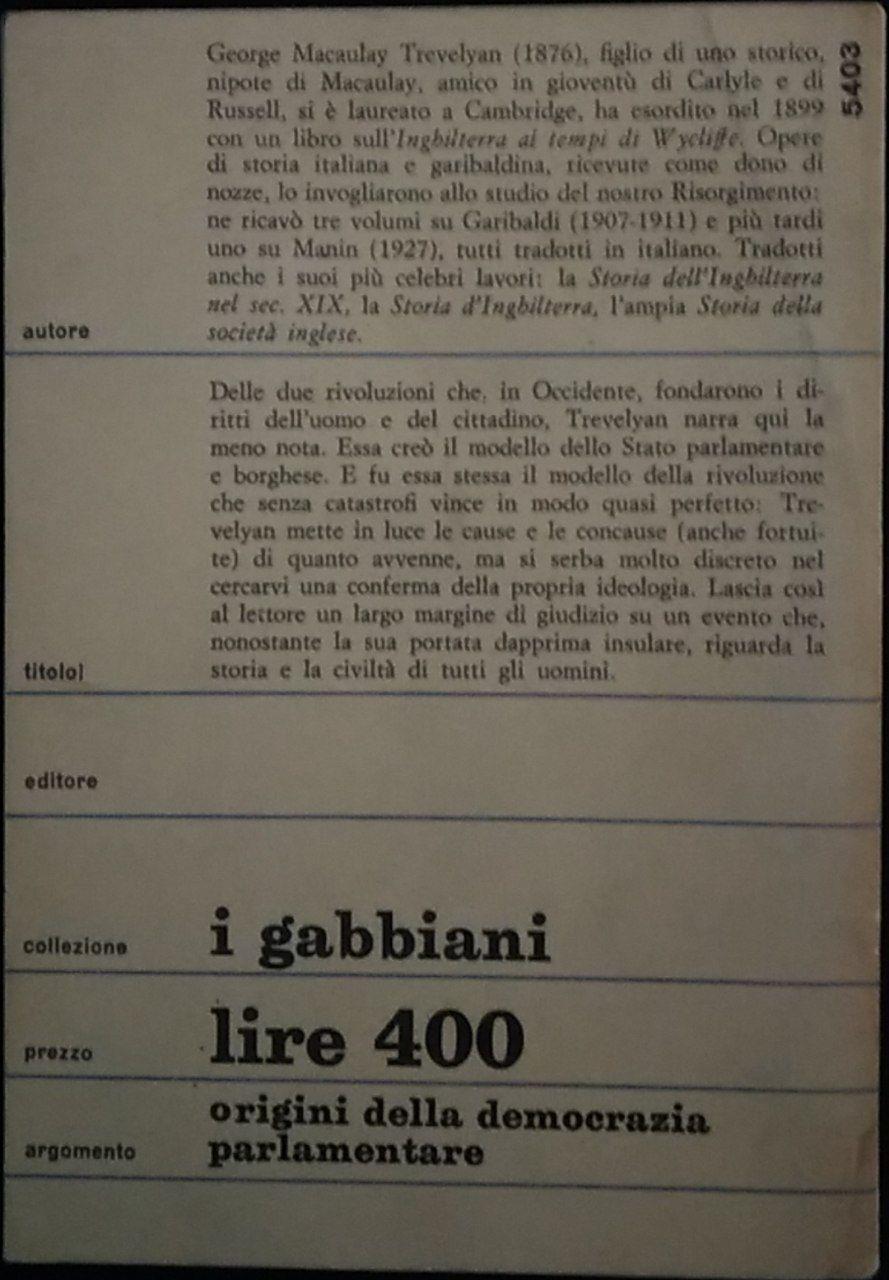 George Macaulay Trevelyan (1876), figlio di uno storico,
nipote di Macaulay, amico in gioventù di Carlyle e di
Russell, si è laureato a Cambridge, ha esordito nel 1899
con un libro sull'Inghilterra ai tempi di Wycliffe. Opere
di storia italiana e garibaldina, ricevute come dono di
nozze, lo invogliarono allo studio del nostro Risorgimento:
ne ricavò tre volumi su Garibaldi (1907-1911) e più tardi
uno su Manin (1927), tutti tradotti in italiano. Tradotti
anche i suoi più celebri lavori: la Storia dell'Inghilterra
nel sec. XIX, la Storia d'Inghilterra, l'ampia Storia della
società inglese.
autore
5403
Delle due rivoluzioni che, in Occidente, fondarono i di-
ritti dell'uomo e del cittadino, Trevelyan narra qui la
meno nota. Essa creò il modello dello Stato parlamentare
e borghese. E fu essa stessa il modello della rivoluzione
che senza catastrofi vince in modo quasi perfetto: Tre-
velyan mette in luce le cause e le concause (anche fortui-
te) di quanto avvenne, ma si serba molto discreto nel
cercarvi una conferma della propria ideologia. Lascia così
al lettore un largo margine di giudizio su un evento che,
nonostante la sua portata dapprima insulare, riguarda la
storia e la civiltà di tutti gli uomini.
titolo
editore
collezione i gabbiani
prezzo lire 400
argomento origini della democrazia
parlamentare